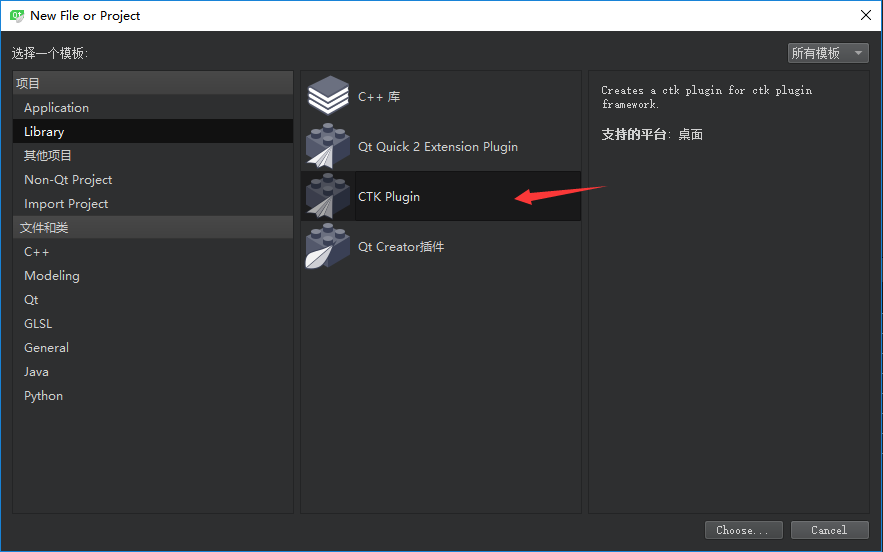 New File or Project
选择一个模板:
所有模板
项目
Application
Library
其他项目
Non-Qt Project
Import Project
文件和类
C++
Modeling
Qt
GLSL
General
Java
Python
C++ 库
Qt Quick 2 Extension Plugin
CTK Plugin
Qt Creator插件
Creates a ctk plugin for ctk plugin
framework.
支持的平台: 桌面
Choose...
Cancel